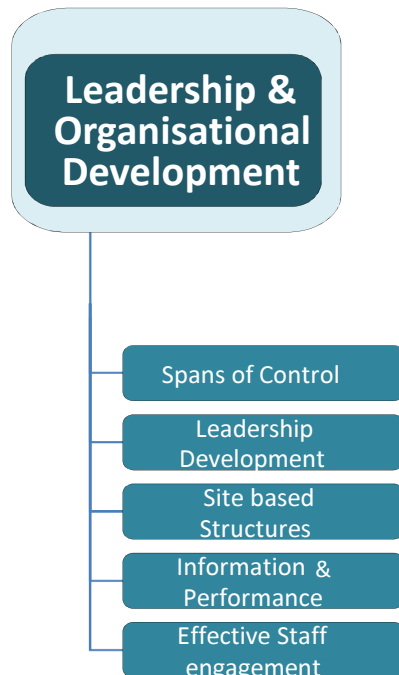 Leadership &
Organisational
Development
Spans of Control
Leadership
Development
Site based
Structures
Information &
Performance
Effective Staff
engagement